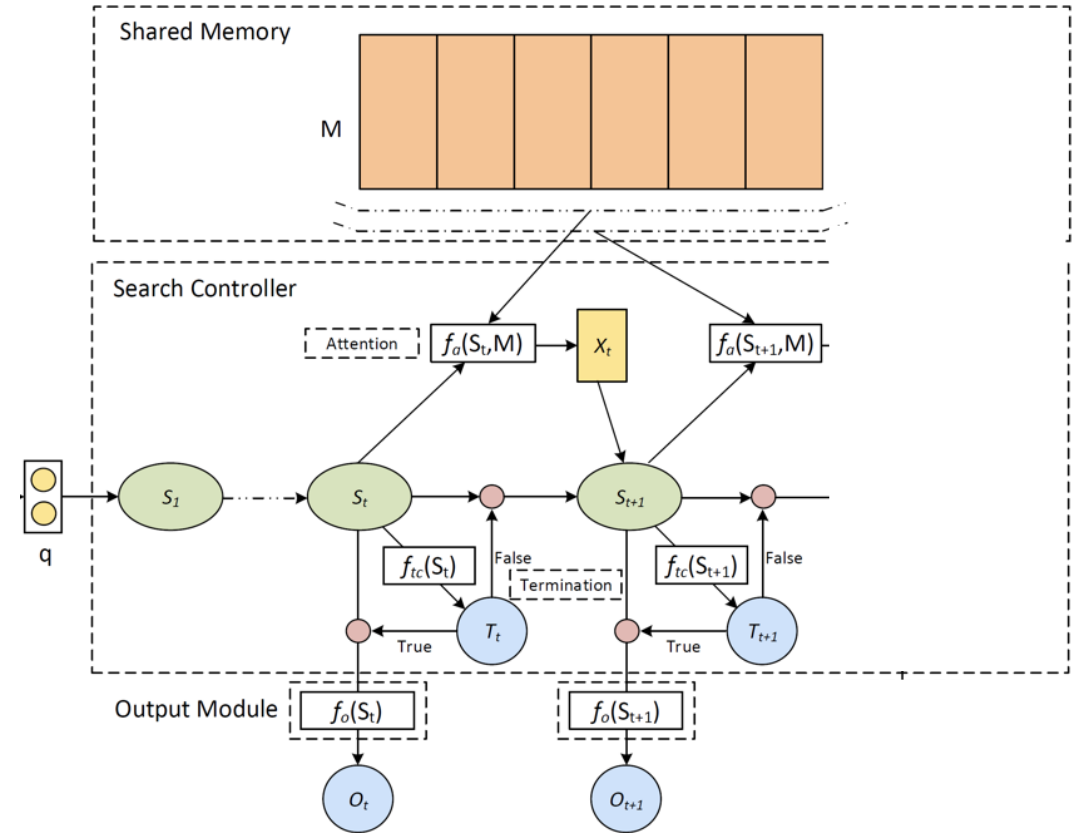 Shared Memory
M
Search Controller
Attention
fa(St,M)
Xt
fa(St+1,M)
S1
St
St+1
q
ftc(St)
False
Termination
ftc(St+1)
False
True
Tt
True
Tt+1
Output Module
fo(St)
fo(St+1)
Ot
Ot+1